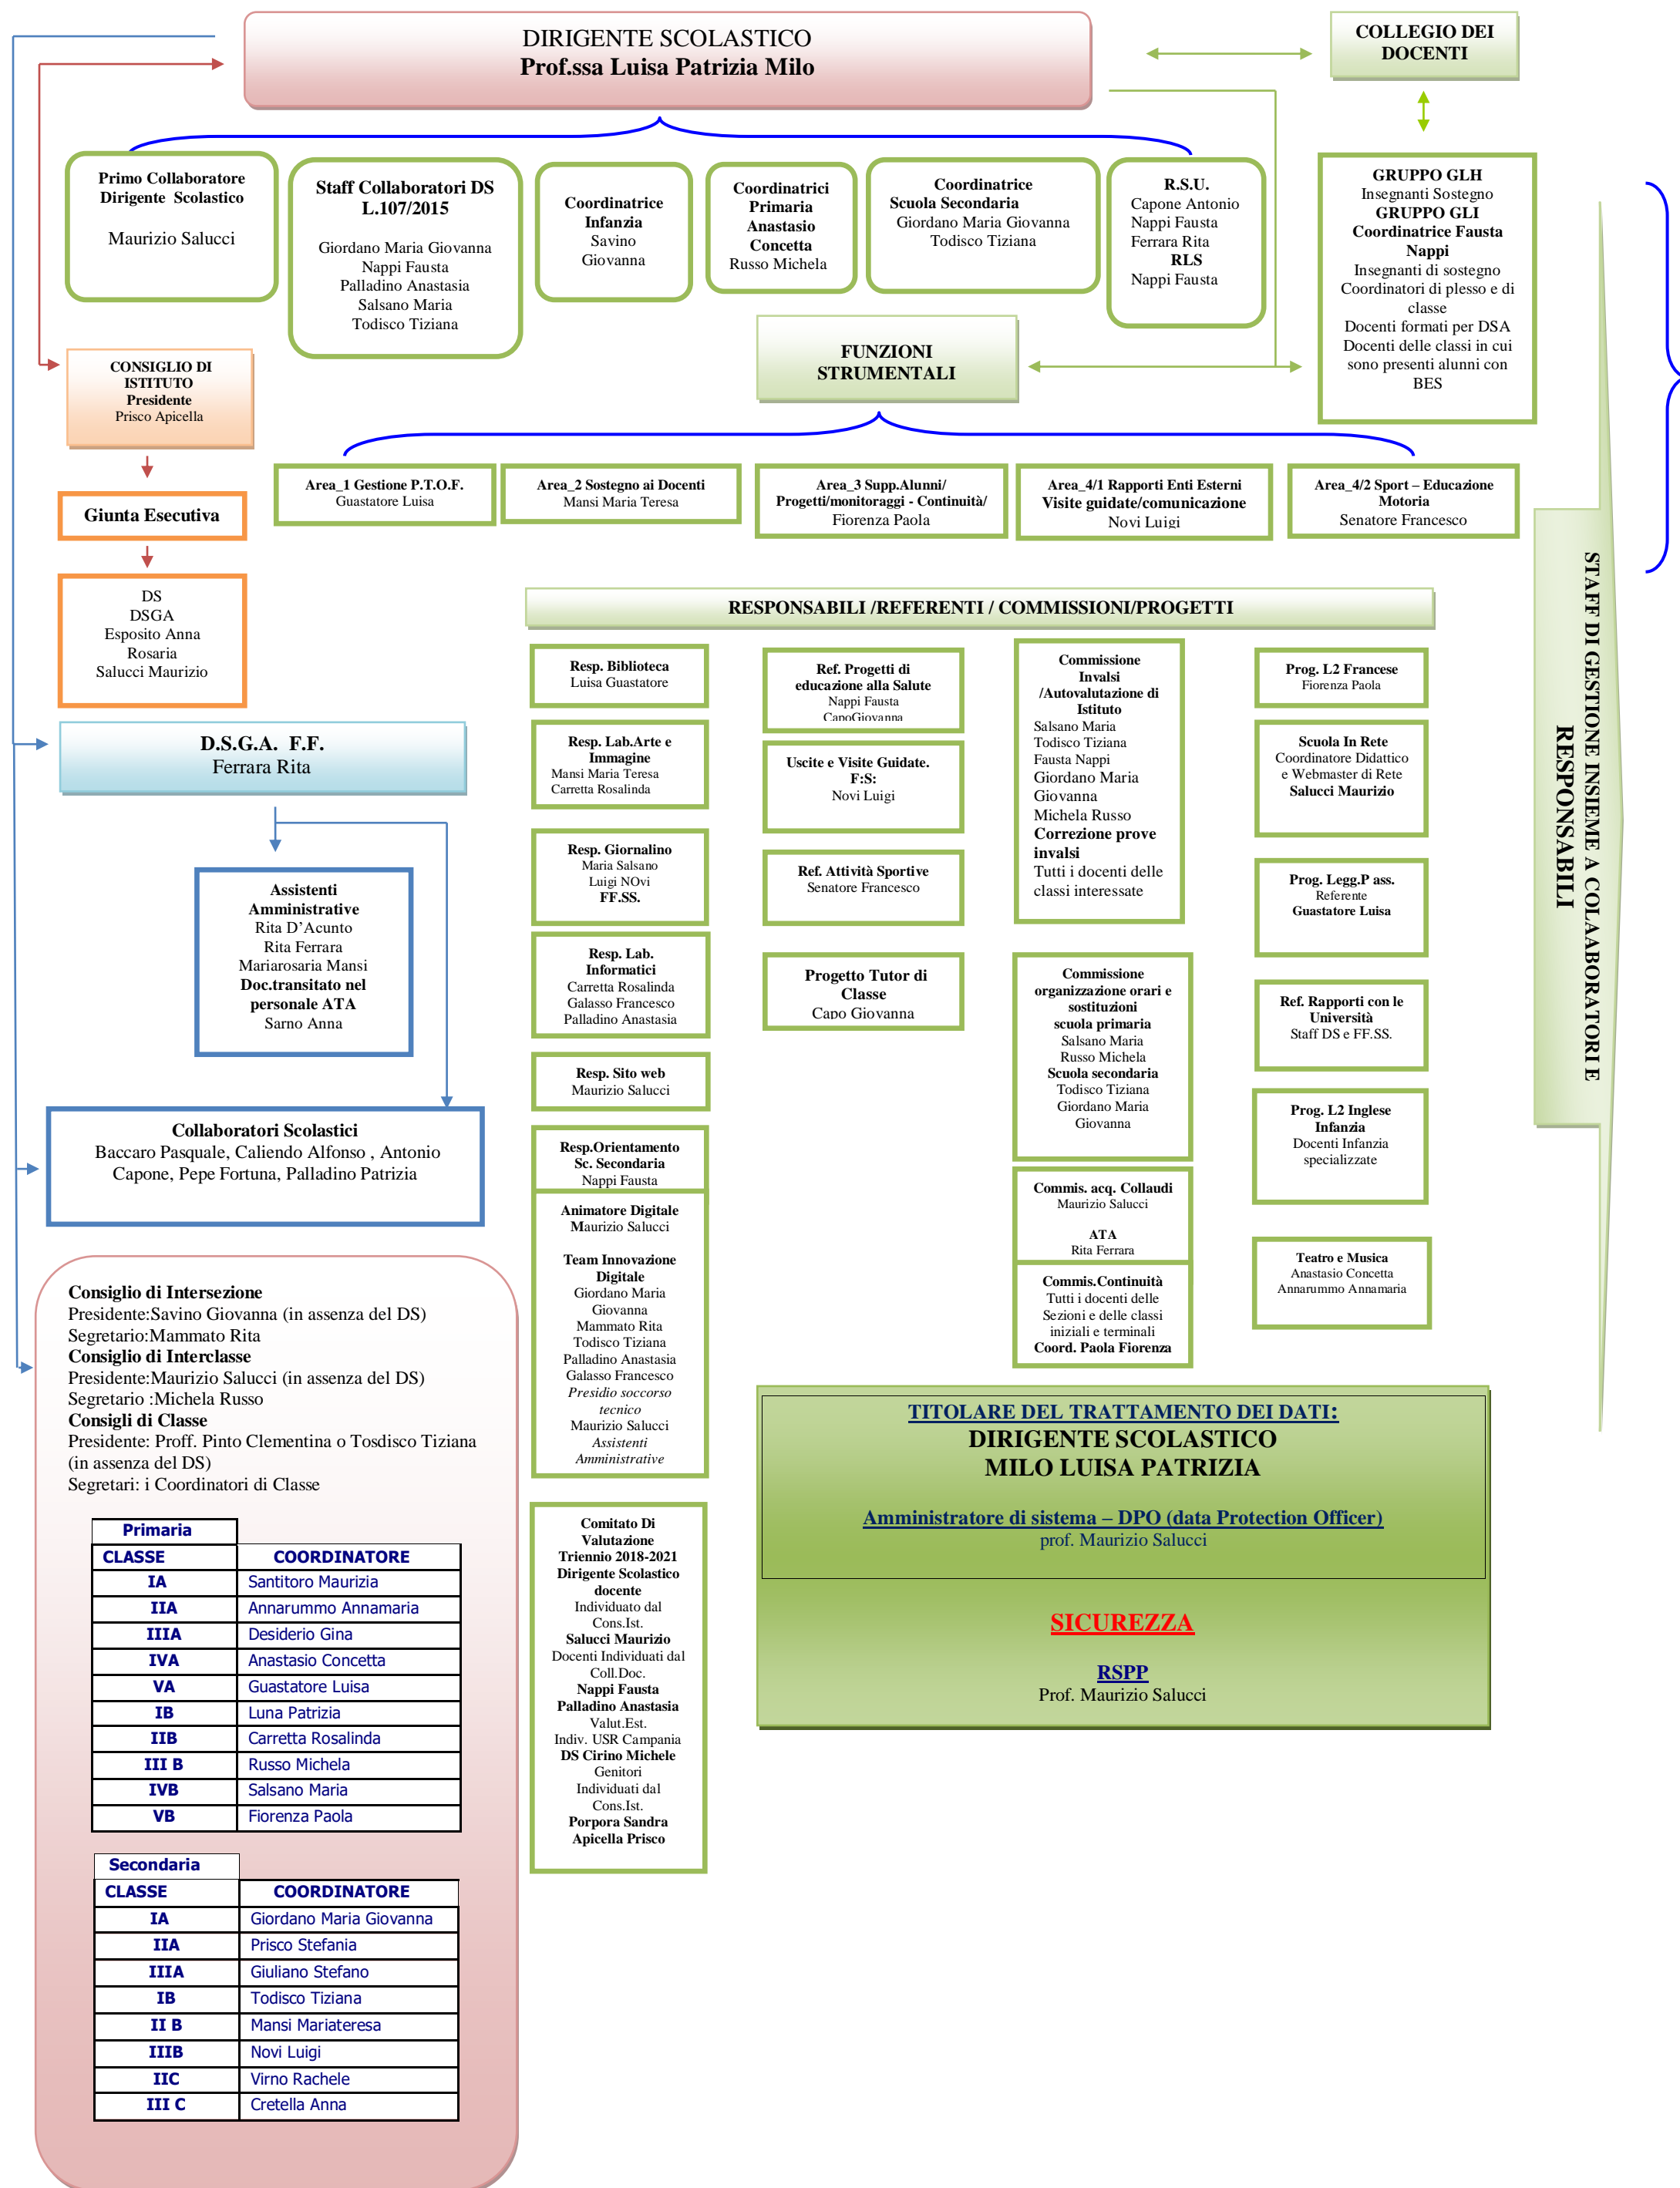 DIRIGENTE SCOLASTICO
Prof.ssa Luisa Patrizia Milo
COLLEGIO DEI
DOCENTI
Primo Collaboratore
Dirigente Scolastico
Maurizio Salucci
Staff Collaboratori DS
L.107/2015
Giordano Maria Giovanna
Nappi Fausta
Palladino Anastasia
Salsano Maria
Todisco Tiziana
Coordinatrice
Infanzia
Savino
Giovanna
Coordinatrici
Primaria
Anastasio
Concetta
Russo Michela
Coordinatrice
Scuola Secondaria
Giordano Maria Giovanna
Todisco Tiziana
R.S.U.
Capone Antonio
Nappi Fausta
Ferrara Rita
RLS
Nappi Fausta
GRUPPO GLH
Insegnanti Sostegno
GRUPPO GLI
Coordinatrice Fausta
Nappi
Insegnanti di sostegno
Coordinatori di plesso e di
classe
Docenti formati per DSA
Docenti delle classi in cui
sono presenti alunni con
BES
FUNZIONI
STRUMENTALI
CONSIGLIO DI
ISTITUTO
Presidente
Prisco Apicella
Giunta Esecutiva
DS
DSGA
Esposito Anna
Rosaria
Salucci Maurizio
Area_1 Gestione P.T.O.F.
Guastatore Luisa
Area_2 Sostegno ai Docenti
Mansi Maria Teresa
Area_3 Supp.Alunni/
Progetti/monitoraggi - Continuità/
Fiorenza Paola
Area_4/1 Rapporti Enti Esterni
Visite guidate/comunicazione
Novi Luigi
Area_4/2 Sport – Educazione
Motoria
Senatore Francesco
STAFF DI GESTIONE INSIEME A COLAABORATORI E
RESPONSABILI
D.S.G.A. F.F.
Ferrara Rita
Assistenti
Amministrative
Rita D’Acunto
Rita Ferrara
Mariarosaria Mansi
Doc.transitato nel
personale ATA
Sarno Anna
Collaboratori Scolastici
Baccaro Pasquale, Caliendo Alfonso , Antonio
Capone, Pepe Fortuna, Palladino Patrizia
RESPONSABILI /REFERENTI / COMMISSIONI/PROGETTI
Resp. Biblioteca
Luisa Guastatore
Resp. Lab.Arte e
Immagine
Mansi Maria Teresa
Carretta Rosalinda
Resp. Giornalino
Maria Salsano
Luigi NOvi
FF.SS.
Resp. Lab.
Informatici
Carretta Rosalinda
Galasso Francesco
Palladino Anastasia
Resp. Sito web
Maurizio Salucci
Resp.Orientamento
Sc. Secondaria
Nappi Fausta
Animatore Digitale
Maurizio Salucci
Team Innovazione
Digitale
Giordano Maria
Giovanna
Mammato Rita
Todisco Tiziana
Palladino Anastasia
Galasso Francesco
Presidio soccorso
tecnico
Maurizio Salucci
Assistenti
Amministrative
Comitato Di
Valutazione
Triennio 2018-2021
Dirigente Scolastico
docente
Individuato dal
Cons.Ist.
Salucci Maurizio
Docenti Individuati dal
Coll.Doc.
Nappi Fausta
Palladino Anastasia
Valut.Est.
Indiv. USR Campania
DS Cirino Michele
Genitori
Individuati dal
Cons.Ist.
Porpora Sandra
Apicella Prisco
Ref. Progetti di
educazione alla Salute
Nappi Fausta
CapoGiovanna
Uscite e Visite Guidate.
F:S:
Novi Luigi
Ref. Attività Sportive
Senatore Francesco
Progetto Tutor di
Classe
Capo Giovanna
Commissione
Invalsi
/Autovalutazione di
Istituto
Salsano Maria
Todisco Tiziana
Fausta Nappi
Giordano Maria
Giovanna
Michela Russo
Correzione prove
invalsi
Tutti i docenti delle
classi interessate
Commissione
organizzazione orari e
sostituzioni
scuola primaria
Salsano Maria
Russo Michela
Scuola secondaria
Todisco Tiziana
Giordano Maria
Giovanna
Commis. acq. Collaudi
Maurizio Salucci
ATA
Rita Ferrara
Commis.Continuità
Tutti i docenti delle
Sezioni e delle classi
iniziali e terminali
Coord. Paola Fiorenza
Prog. L2 Francese
Fiorenza Paola
Scuola In Rete
Coordinatore Didattico
e Webmaster di Rete
Salucci Maurizio
Prog. Legg.P ass.
Referente
Guastatore Luisa
Ref. Rapporti con le
Università
Staff DS e FF.SS.
Prog. L2 Inglese
Infanzia
Docenti Infanzia
specializzate
Teatro e Musica
Anastasio Concetta
Annarummo Annamaria
Consiglio di Intersezione
Presidente:Savino Giovanna (in assenza del DS)
Segretario:Mammato Rita
Consiglio di Interclasse
Presidente:Maurizio Salucci (in assenza del DS)
Segretario :Michela Russo
Consigli di Classe
Presidente: Proff. Pinto Clementina o Tosdisco Tiziana
(in assenza del DS)
Segretari: i Coordinatori di Classe
Primaria
CLASSE COORDINATORE
IA Santitoro Maurizia
IIA Annarummo Annamaria
IIIA Desiderio Gina
IVA Anastasio Concetta
VA Guastatore Luisa
IB Luna Patrizia
IIB Carretta Rosalinda
III B Russo Michela
IVB Salsano Maria
VB Fiorenza Paola
Secondaria
CLASSE COORDINATORE
IA Giordano Maria Giovanna
IIA Prisco Stefania
IIIA Giuliano Stefano
IB Todisco Tiziana
II B Mansi Mariateresa
IIIB Novi Luigi
IIC Virno Rachele
III C Cretella Anna
TITOLARE DEL TRATTAMENTO DEI DATI:
DIRIGENTE SCOLASTICO
MILO LUISA PATRIZIA
Amministratore di sistema – DPO (data Protection Officer)
prof. Maurizio Salucci
SICUREZZA
RSPP
Prof. Maurizio Salucci